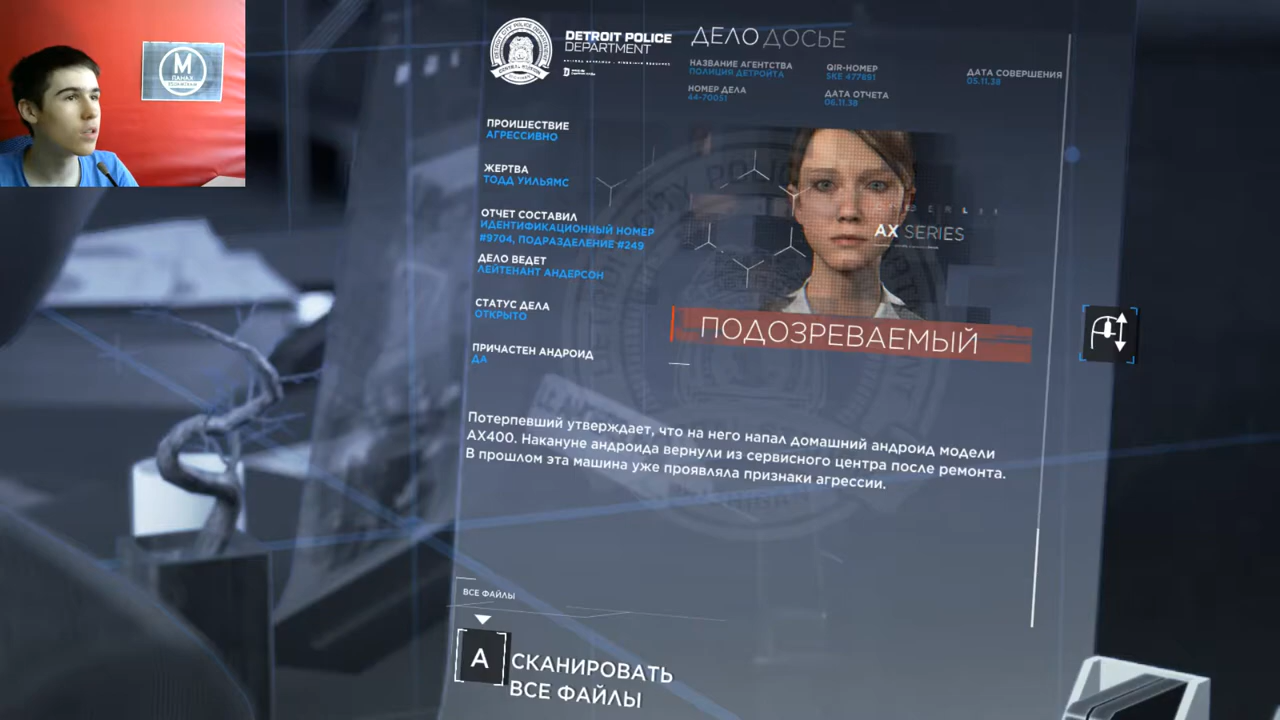 М
ПАНАХ
DETROIT POLICE
DEPARTMENT
ДЕЛО ДОСЬЕ
НАЗВАНИЕ АГЕНТСТВА
ПОЛИЦИЯ ДЕТРОЙТА
QIR-НОМЕР
SKE 477891
ДАТА СОВЕРШЕНИЯ
05.11.38
НОМЕР ДЕЛА
44-70051
ДАТА ОТЧЕТА
06.11.38
ПРОИШЕСТВИЕ
АГРЕССИВНО
ЖЕРТВА
ТОДД УИЛЬЯМС
ОТЧЕТ СОСТАВИЛ
ИДЕНТИФИКАЦИОННЫЙ НОМЕР
#9704, ПОДРАЗДЕЛЕНИЕ #249
ДЕЛО ВЕДЕТ
ЛЕЙТЕНАНТ АНДЕРСОН
СТАТУС ДЕЛА
ОТКРЫТО
ПРИЧАСТЕН АНДРОИД
ДА
AX SERIES
ПОДОЗРЕВАЕМЫЙ
Потерпевший утверждает, что на него напал домашний андроид модели
AX400. Накануне андроида вернули из сервисного центра после ремонта.
В прошлом эта машина уже проявляла признаки агрессии.
ВСЕ ФАЙЛЫ
A
СКАНИРОВАТЬ
ВСЕ ФАЙЛЫ